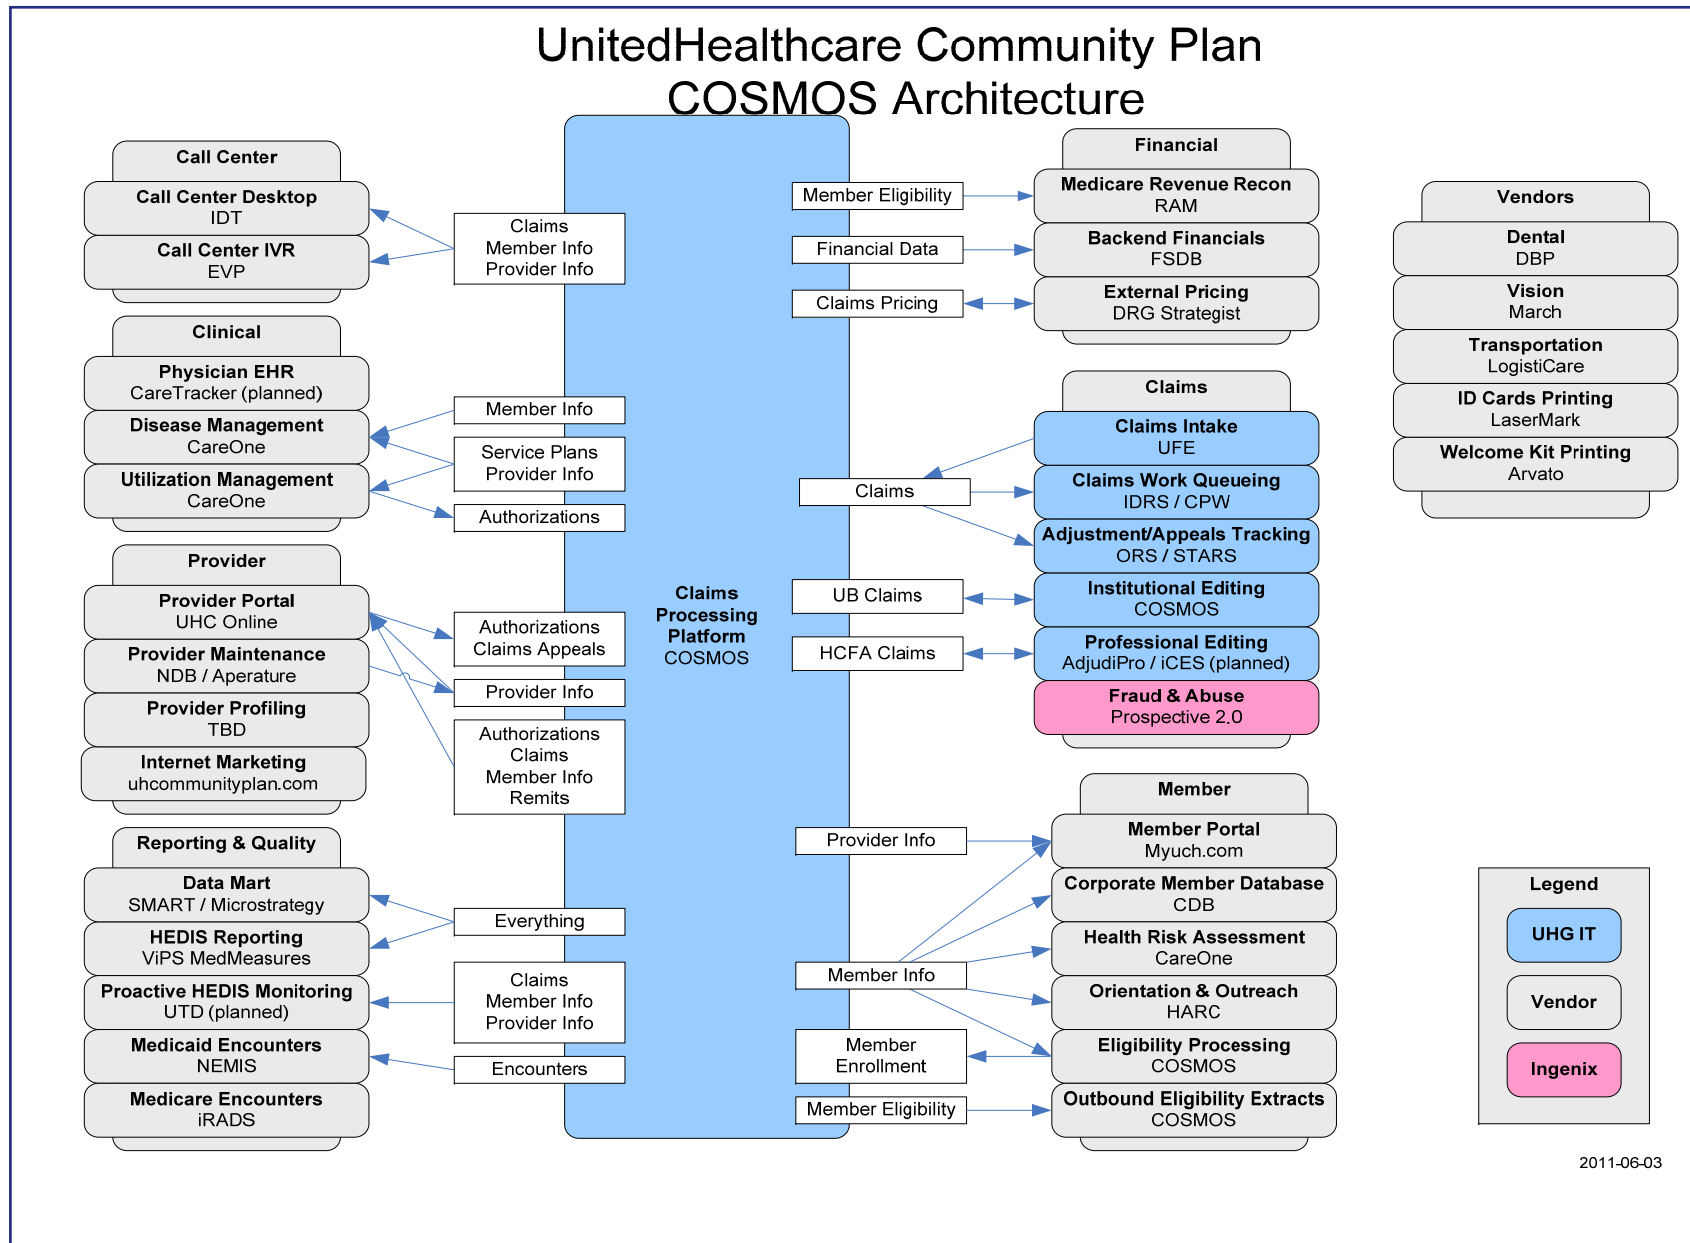 UnitedHealthcare Community Plan
COSMOS Architecture
Call Center
Call Center Desktop
IDT
Call Center IVR
EVP
Clinical
Physician EHR
CareTracker (planned)
Disease Management
CareOne
Utilization Management
CareOne
Provider
Provider Portal
UHC Online
Provider Maintenance
NDB / Aperature
Provider Profiling
TBD
Internet Marketing
uhcommunityplan.com
Reporting & Quality
Data Mart
SMART / Microstrategy
HEDIS Reporting
ViPS MedMeasures
Proactive HEDIS Monitoring
UTD (planned)
Medicaid Encounters
NEMIS
Medicare Encounters
iRADS
Claims
Member Info
Provider Info
Member Info
Service Plans
Provider Info
Authorizations
Authorizations
Claims Appeals
Provider Info
Authorizations
Claims
Member Info
Remits
Everything
Claims
Member Info
Provider Info
Encounters
Claims
Processing
Platform
COSMOS
Member Eligibility
Financial Data
Claims Pricing
Claims
UB Claims
HCFA Claims
Provider Info
Member Info
Member
Enrollment
Member Eligibility
Financial
Medicare Revenue Recon
RAM
Backend Financials
FSDB
External Pricing
DRG Strategist
Claims
Claims Intake
UFE
Claims Work Queueing
IDRS / CPW
Adjustment/Appeals Tracking
ORS / STARS
Institutional Editing
COSMOS
Professional Editing
AdjudiPro / iCES (planned)
Fraud & Abuse
Prospective 2.0
Member
Member Portal
Myuch.com
Corporate Member Database
CDB
Health Risk Assessment
CareOne
Orientation & Outreach
HARC
Eligibility Processing
COSMOS
Outbound Eligibility Extracts
COSMOS
Vendors
Dental
DBP
Vision
March
Transportation
LogistiCare
ID Cards Printing
LaserMark
Welcome Kit Printing
Arvato
Legend
UHG IT
Vendor
Ingenix
2011-06-03